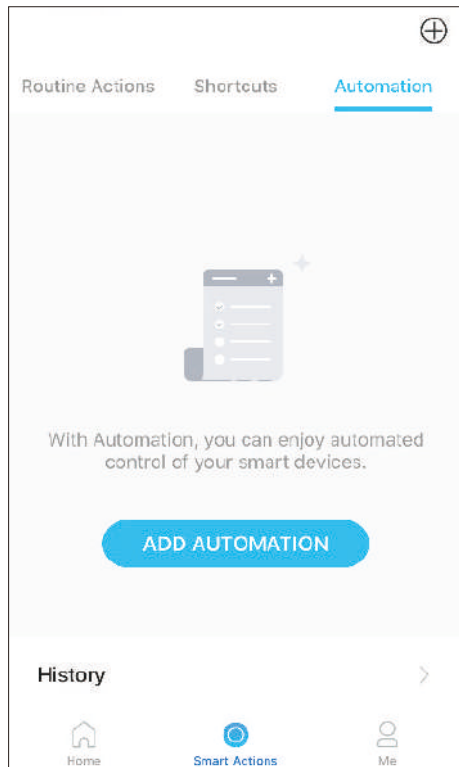 Routine Actions Shortcuts Automation
With Automation, you can enjoy automated
control of your smart devices.
ADD AUTOMATION
History
Home Smart Actions Me